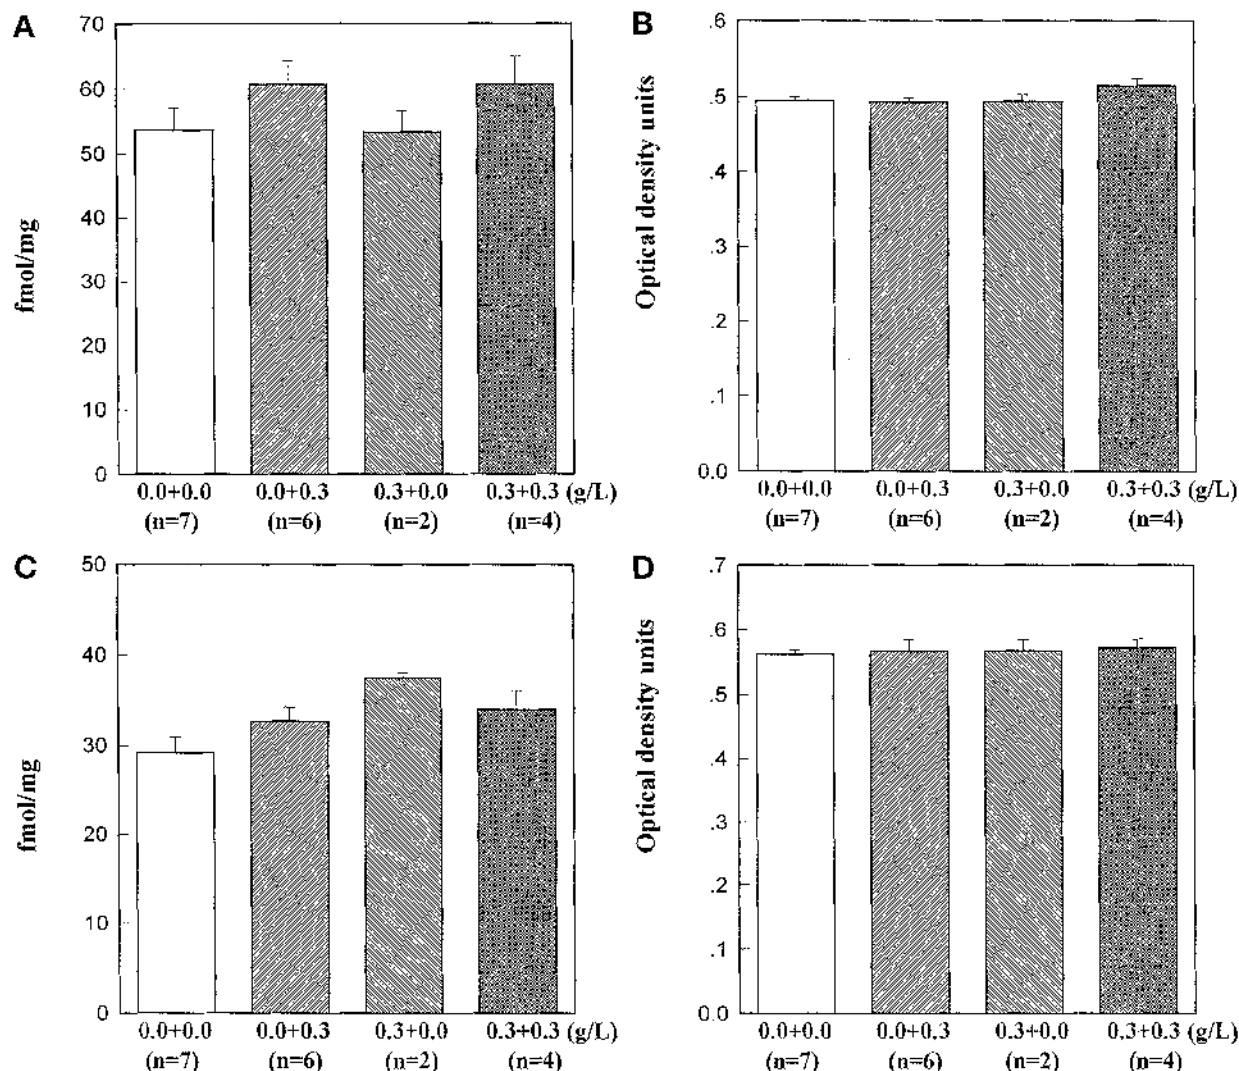 A
70
60
50
40
30
20
10
0
fmol/mg
0.0+0.0 0.0+0.3 0.3+0.0 0.3+0.3 (g/L)
(n=7) (n=6) (n=2) (n=4)
B
.6
.5
.4
.3
.2
.1
0.0
Optical density units
0.0+0.0 0.0+0.3 0.3+0.0 0.3+0.3 (g/L)
(n=7) (n=6) (n=2) (n=4)
C
50
40
30
20
10
0
fmol/mg
0.0+0.0 0.0+0.3 0.3+0.0 0.3+0.3 (g/L)
(n=7) (n=6) (n=2) (n=4)
D
.7
.6
.5
.4
.3
.2
.1
0.0
Optical density units
0.0+0.0 0.0+0.3 0.3+0.0 0.3+0.3 (g/L)
(n=7) (n=6) (n=2) (n=4)